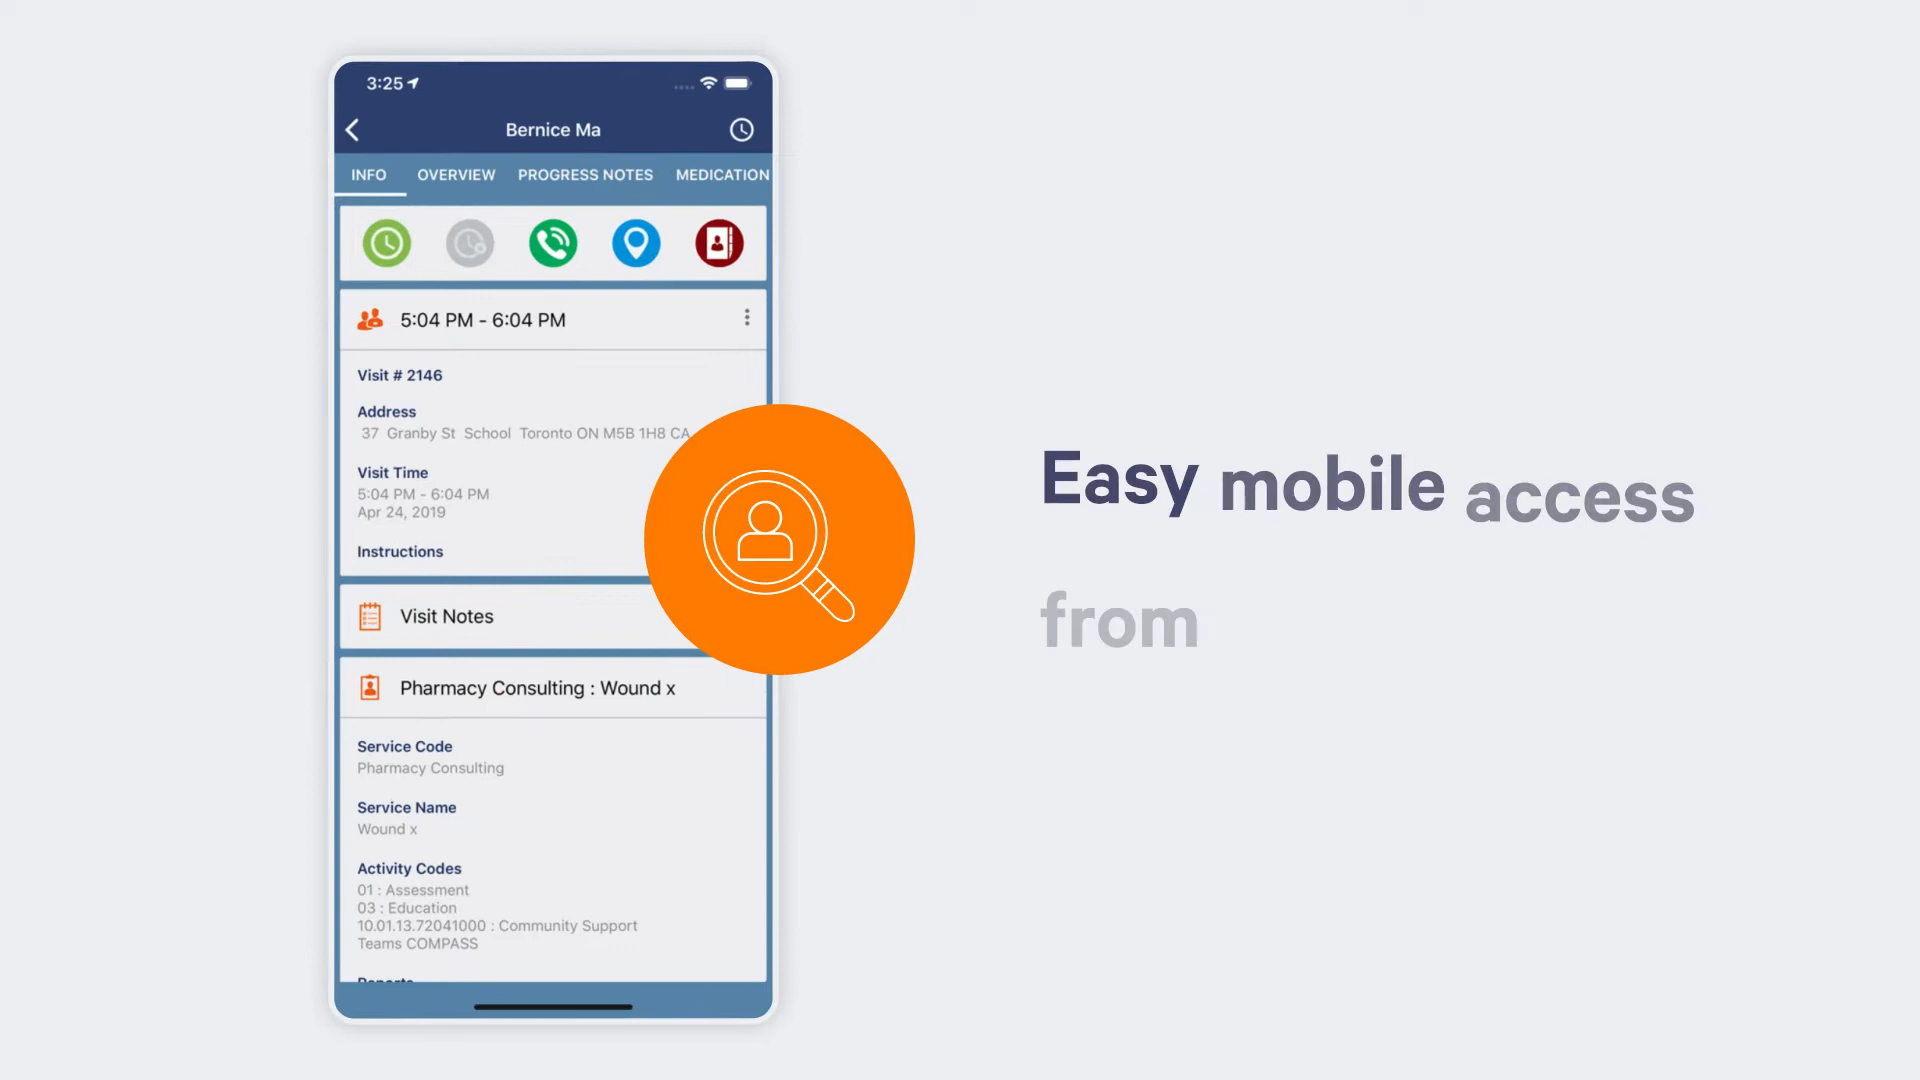 3:25
Bernice Ma
INFO OVERVIEW PROGRESS NOTES MEDICATION
5:04 PM - 6:04 PM
Visit # 2146
Address
37 Granby St School Toronto ON M5B 1H8 CA
Visit Time
5:04 PM - 6:04 PM
Apr 24, 2019
Instructions
Visit Notes
Pharmacy Consulting : Wound x
Service Code
Pharmacy Consulting
Service Name
Wound x
Activity Codes
01 : Assessment
03 : Education
10.01.13.72041000 : Community Support
Teams COMPASS
Easy mobile access
from